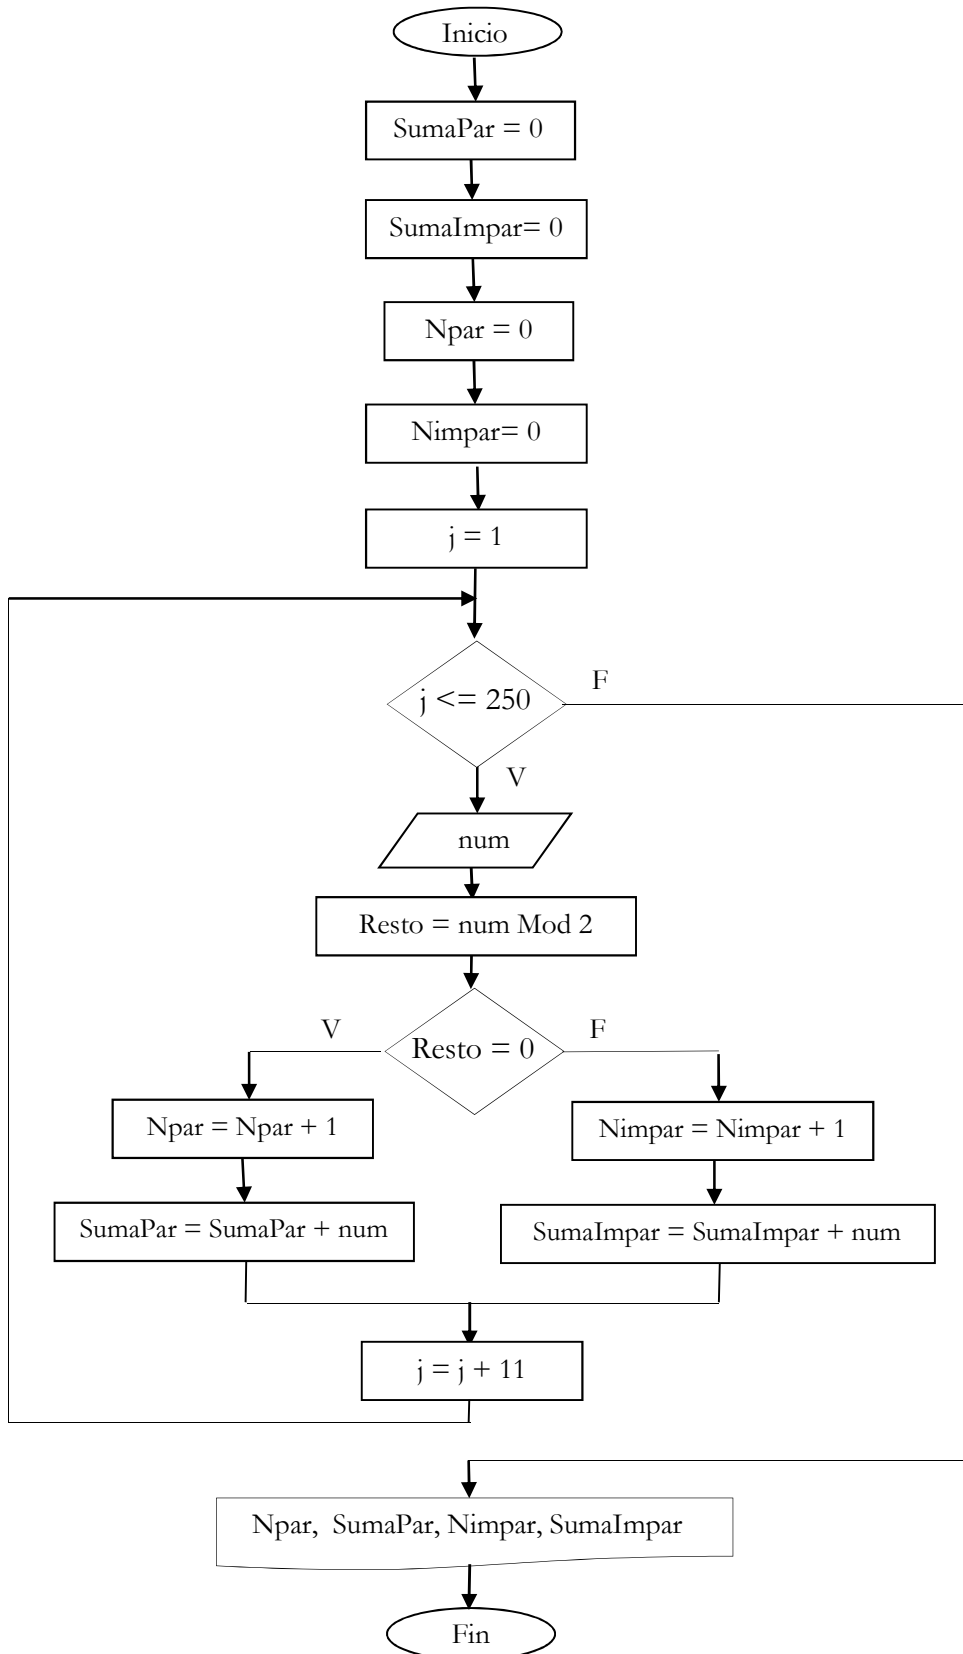 Inicio
SumaPar = 0
SumaImpar= 0
Npar = 0
Nimpar= 0
j = 1
j <= 250
F
V
num
Resto = num Mod 2
Resto = 0
V
F
Npar = Npar + 1
Nimpar = Nimpar + 1
SumaPar = SumaPar + num
SumaImpar = SumaImpar + num
j = j + 11
Npar,  SumaPar, Nimpar, SumaImpar
Fin